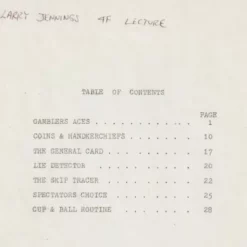 LARRY JENNINGS 4F LECTURE
TABLE OF CONTENTS
PAGE
GAMBLERS ACES . . . . . . . . . . . 1
COINS & HANDKERCHIEFS . . . . . . . 10
THE GENERAL CARD . . . . . . . . . 17
LIE DETECTOR . . . . . . . . . . . 20
THE SKIP TRACER . . . . . . . . . . 22
SPECTATORS CHOICE . . . . . . . . . 25
CUP & BALL ROUTINE . . . . . . . . 28